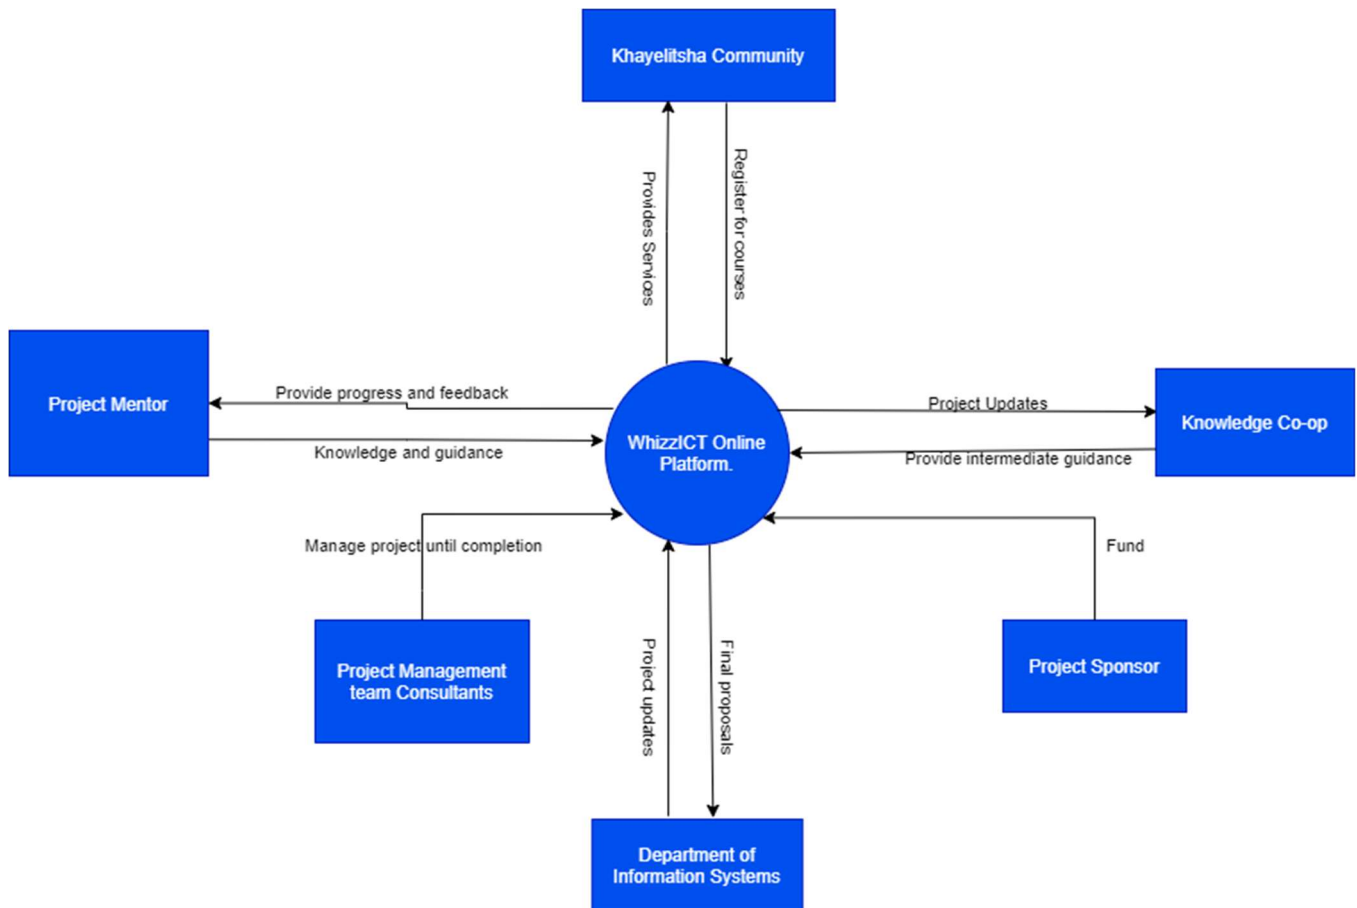 Khayelitsha Community
Provides Services
Register for courses
Project Mentor
Provide progress and feedback
Knowledge and guidance
WhizzICT Online
Platform.
Project Updates
Provide intermediate guidance
Knowledge Co-op
Manage project until completion
Fund
Project Management
team Consultants
Project updates
Final proposals
Project Sponsor
Department of
Information Systems